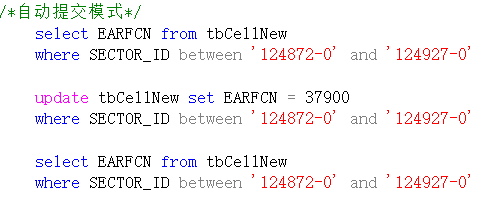 /*自动提交模式*/
select EARFCN from tbCellNew
where SECTOR_ID between '124872-0' and '124927-0'
update tbCellNew set EARFCN = 37900
where SECTOR_ID between '124872-0' and '124927-0'
select EARFCN from tbCellNew
where SECTOR_ID between '124872-0' and '124927-0'